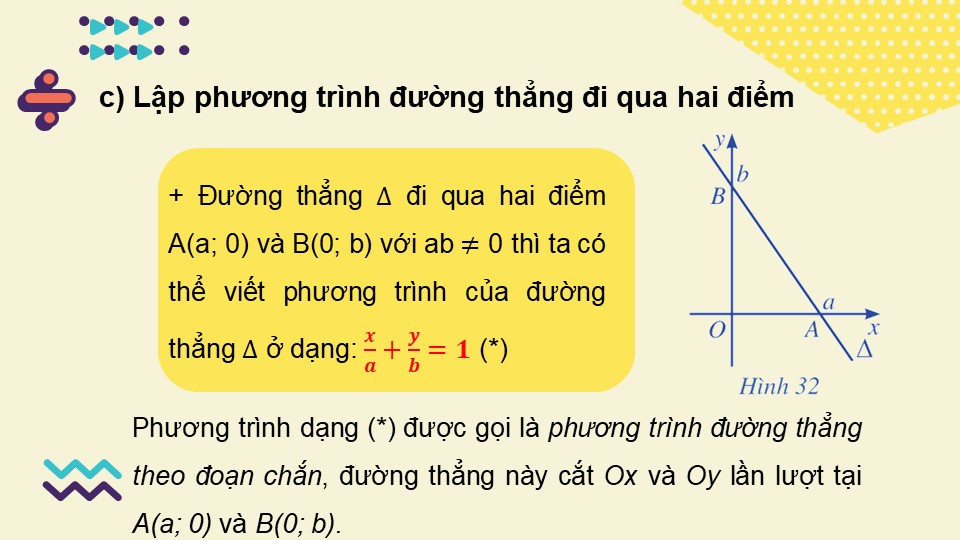 c) Lập phương trình đường thẳng đi qua hai điểm
+ Đường thẳng Δ đi qua hai điểm
A(a; 0) và B(0; b) với ab ≠ 0 thì ta có
thể viết phương trình của đường
thẳng Δ ở dạng: x/a + y/b = 1 (*)
y
b
B
a
O
A
x
Δ
Hình 32
Phương trình dạng (*) được gọi là phương trình đường thẳng
theo đoạn chắn, đường thẳng này cắt Ox và Oy lần lượt tại
A(a; 0) và B(0; b).